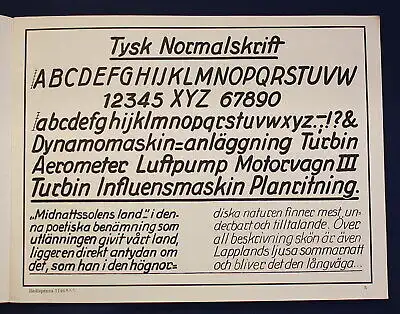 Tysk Normalskrift
ABCDEFGHIJKLMNOPQRSTUVW
12345 XYZ 67890
abcdefghijklmnopqrstuvwxyz.-!?&
Dynamomaskin=anläggning Turbin
Aerometer Luftpump Motorvagn III
Turbin Influensmaskin Planritning.
„Midnattssolens land." i den-
na poetiska benämning som
utlänningen givit vårt land,
ligger en direkt antydan om
det, som han i den högnor=
diska naturen finner mest un-
derbart och tilltalande. Över
all beskrivning skön är även
Lapplands ljusa sommarnatt
och bliver det den långväga...